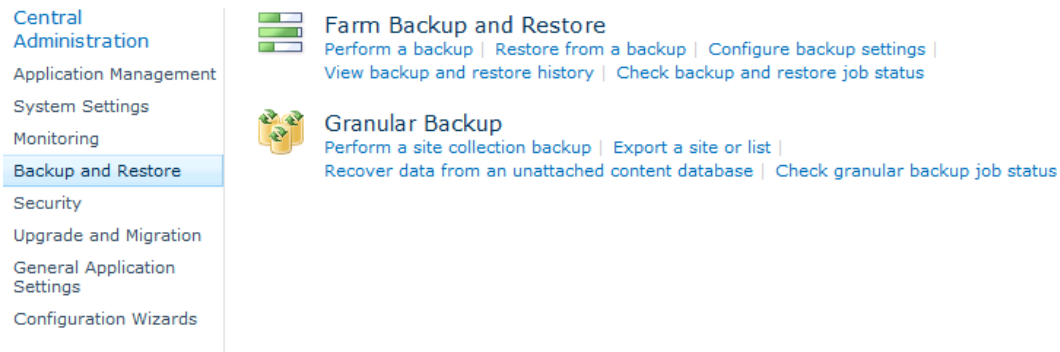 Central
Administration
Application Management
System Settings
Monitoring
Backup and Restore
Security
Upgrade and Migration
General Application
Settings
Configuration Wizards
Farm Backup and Restore
Perform a backup | Restore from a backup | Configure backup settings |
View backup and restore history | Check backup and restore job status
Granular Backup
Perform a site collection backup | Export a site or list |
Recover data from an unattached content database | Check granular backup job status